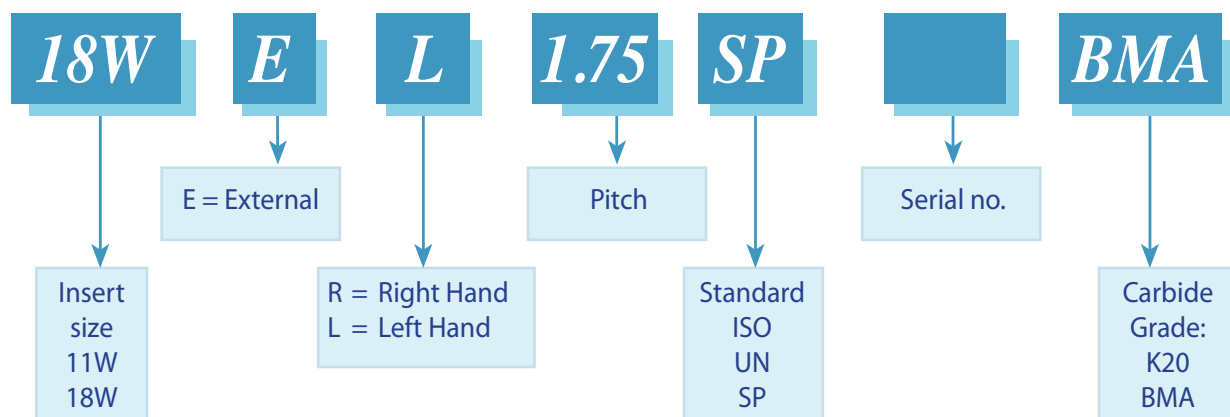 18W E L 1.75 SP BMA
E = External
Pitch
Serial no.
Insert
size
11W
18W
R = Right Hand
L = Left Hand
Standard
ISO
UN
SP
Carbide
Grade:
K20
BMA